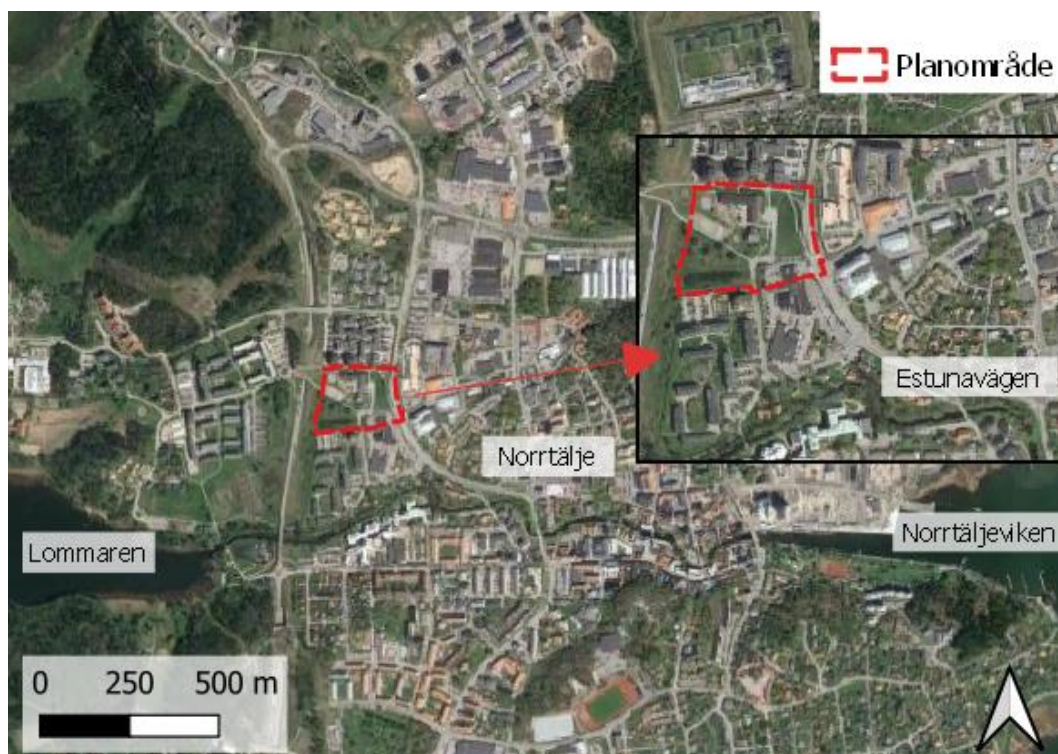 Planområde
Estunavägen
Norrtälje
Norrtäljeviken
Lommaren
0 250 500 m